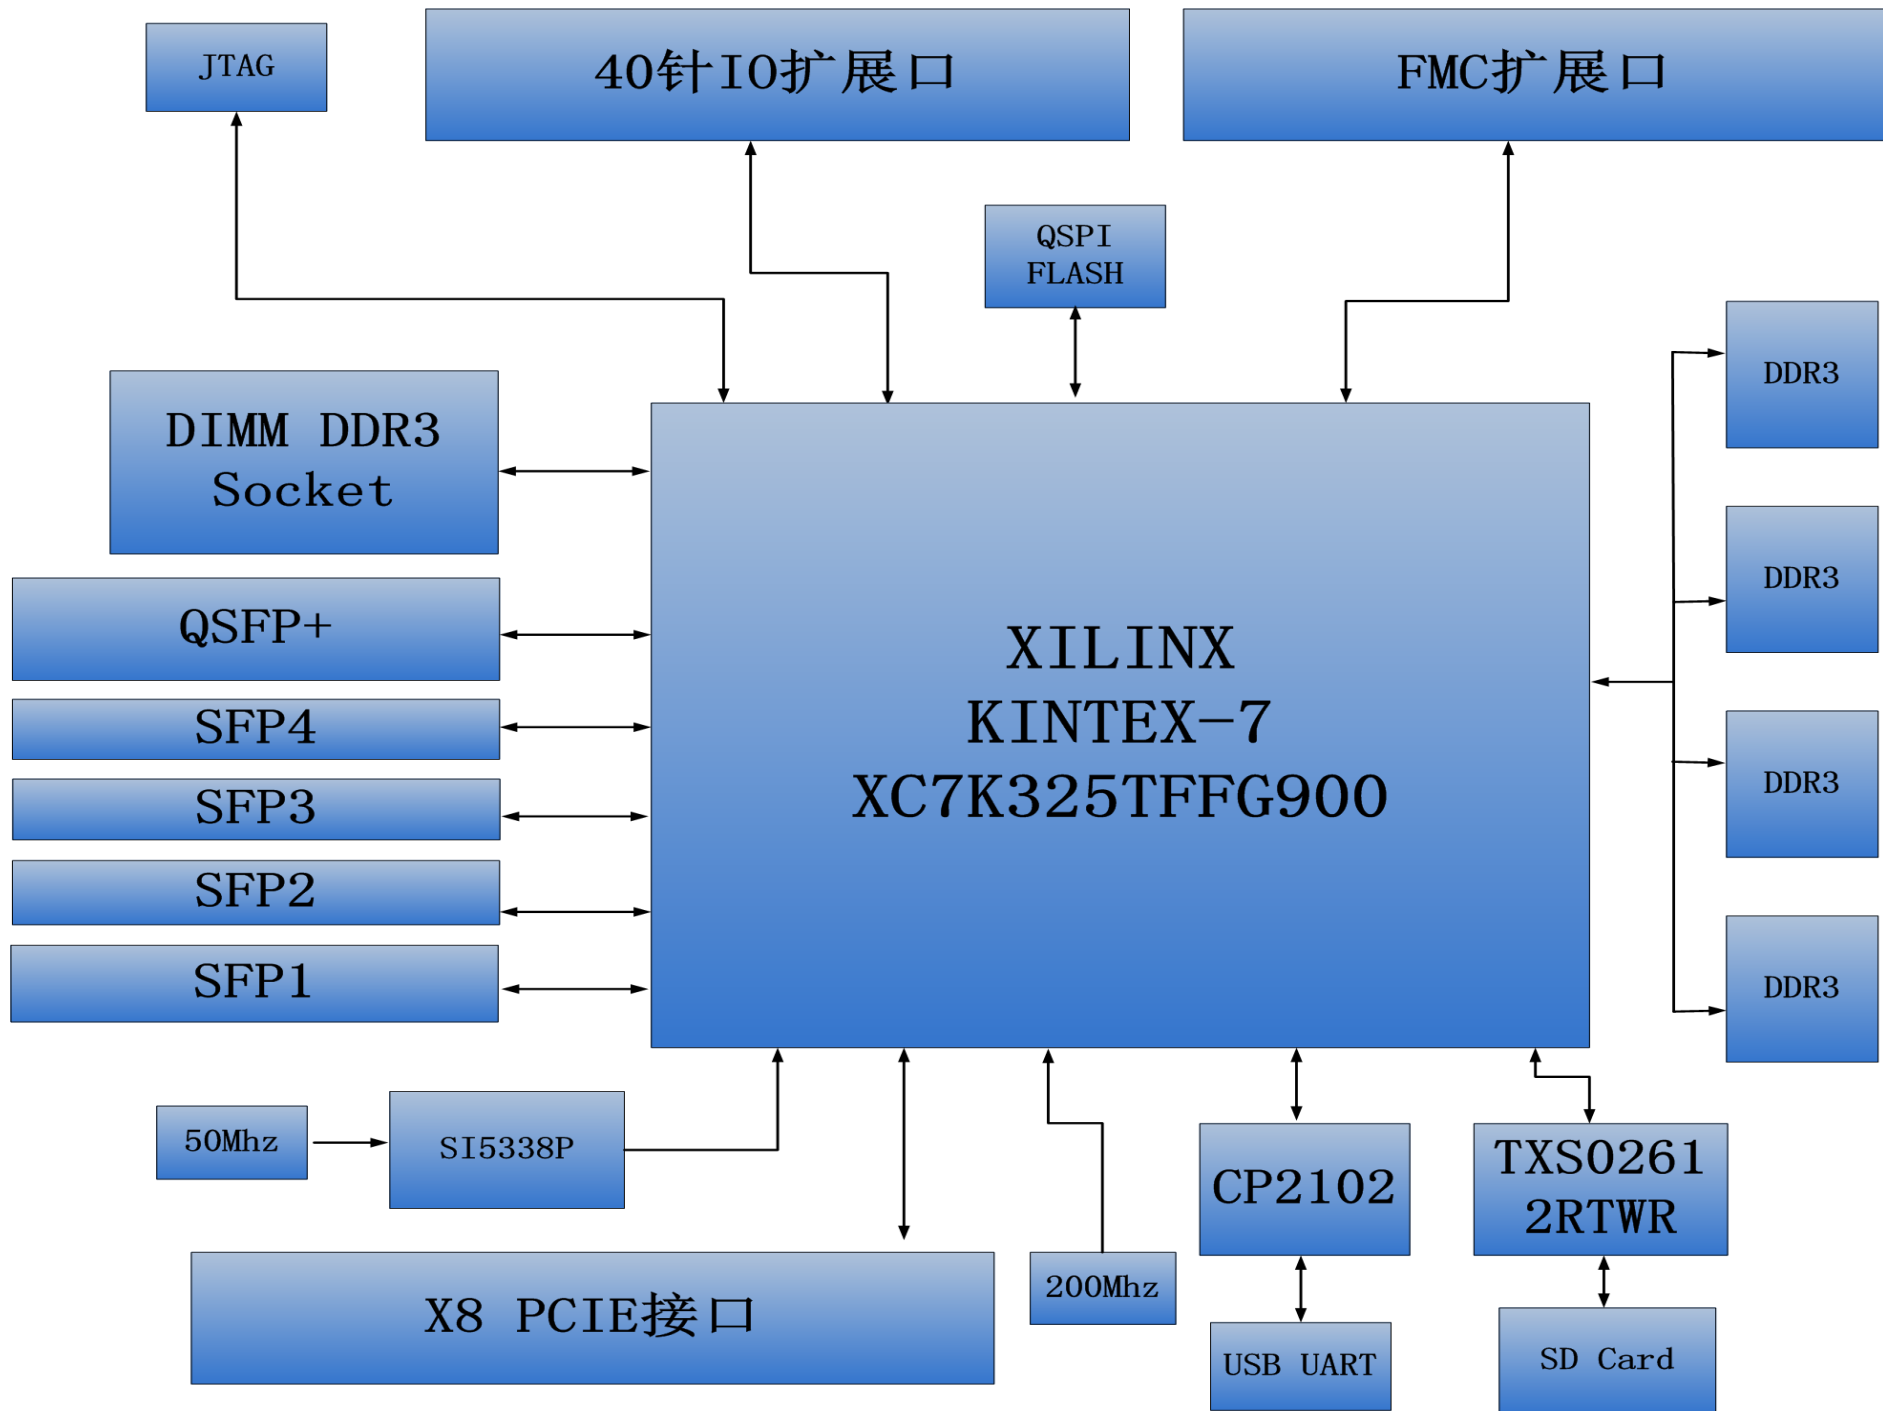 JTAG
40针IO扩展口
FMC扩展口
QSPI
FLASH
DDR3
DIMM DDR3
Socket
DDR3
QSFP+
XILINX
KINTEX-7
XC7K325TFFG900
SFP4
SFP3
DDR3
SFP2
SFP1
DDR3
50Mhz
SI5338P
CP2102
TXS0261
2RTWR
X8 PCIE接口
200Mhz
USB UART
SD Card